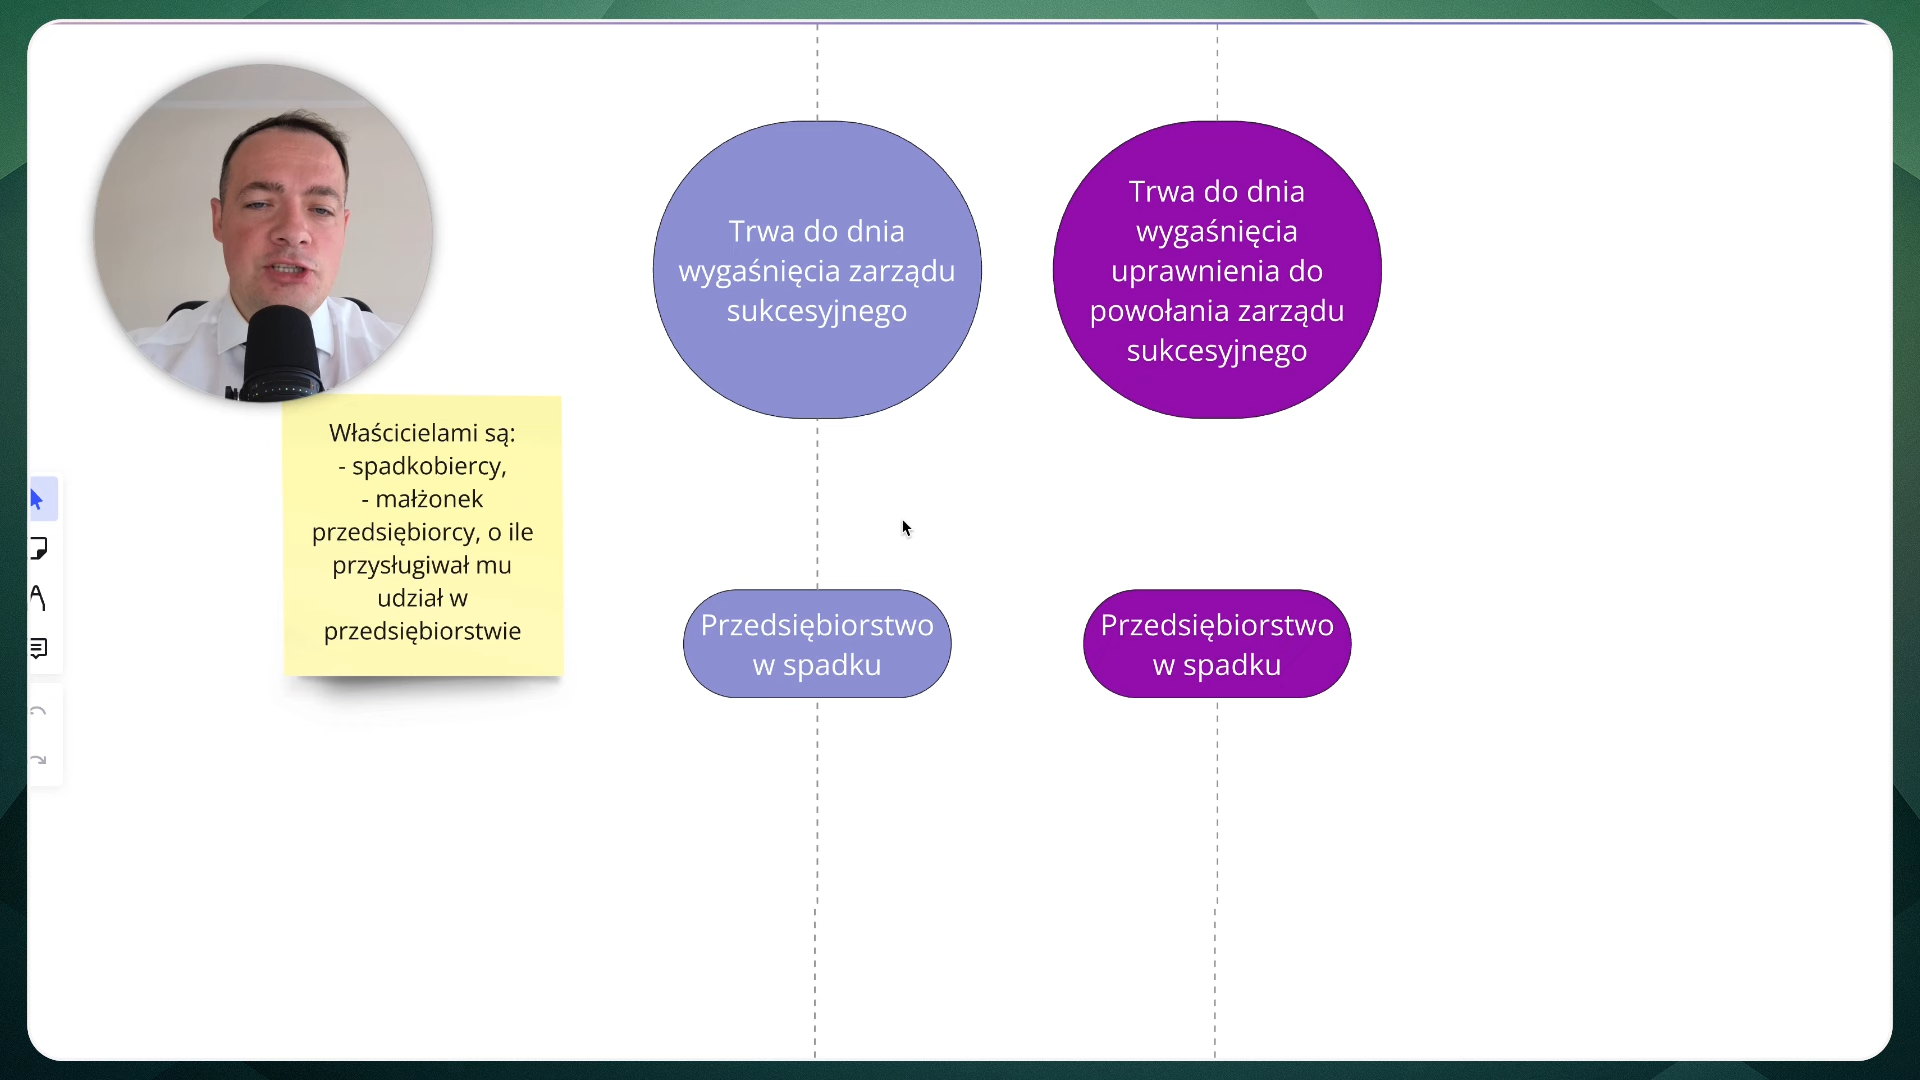 Właścicielami są:
- spadkobiercy,
- małżonek
przedsiębiorcy, o ile
przysługiwał mu
udział w
przedsiębiorstwie
Trwa do dnia
wygaśnięcia zarządu
sukcesyjnego
Trwa do dnia
wygaśnięcia
uprawnienia do
powołania zarządu
sukcesyjnego
Przedsiębiorstwo
w spadku
Przedsiębiorstwo
w spadku